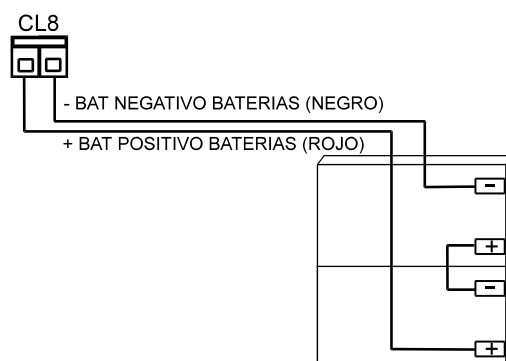 CL8
- BAT NEGATIVO BATERIAS (NEGRO)
+ BAT POSITIVO BATERIAS (ROJO)
-
+
-
+